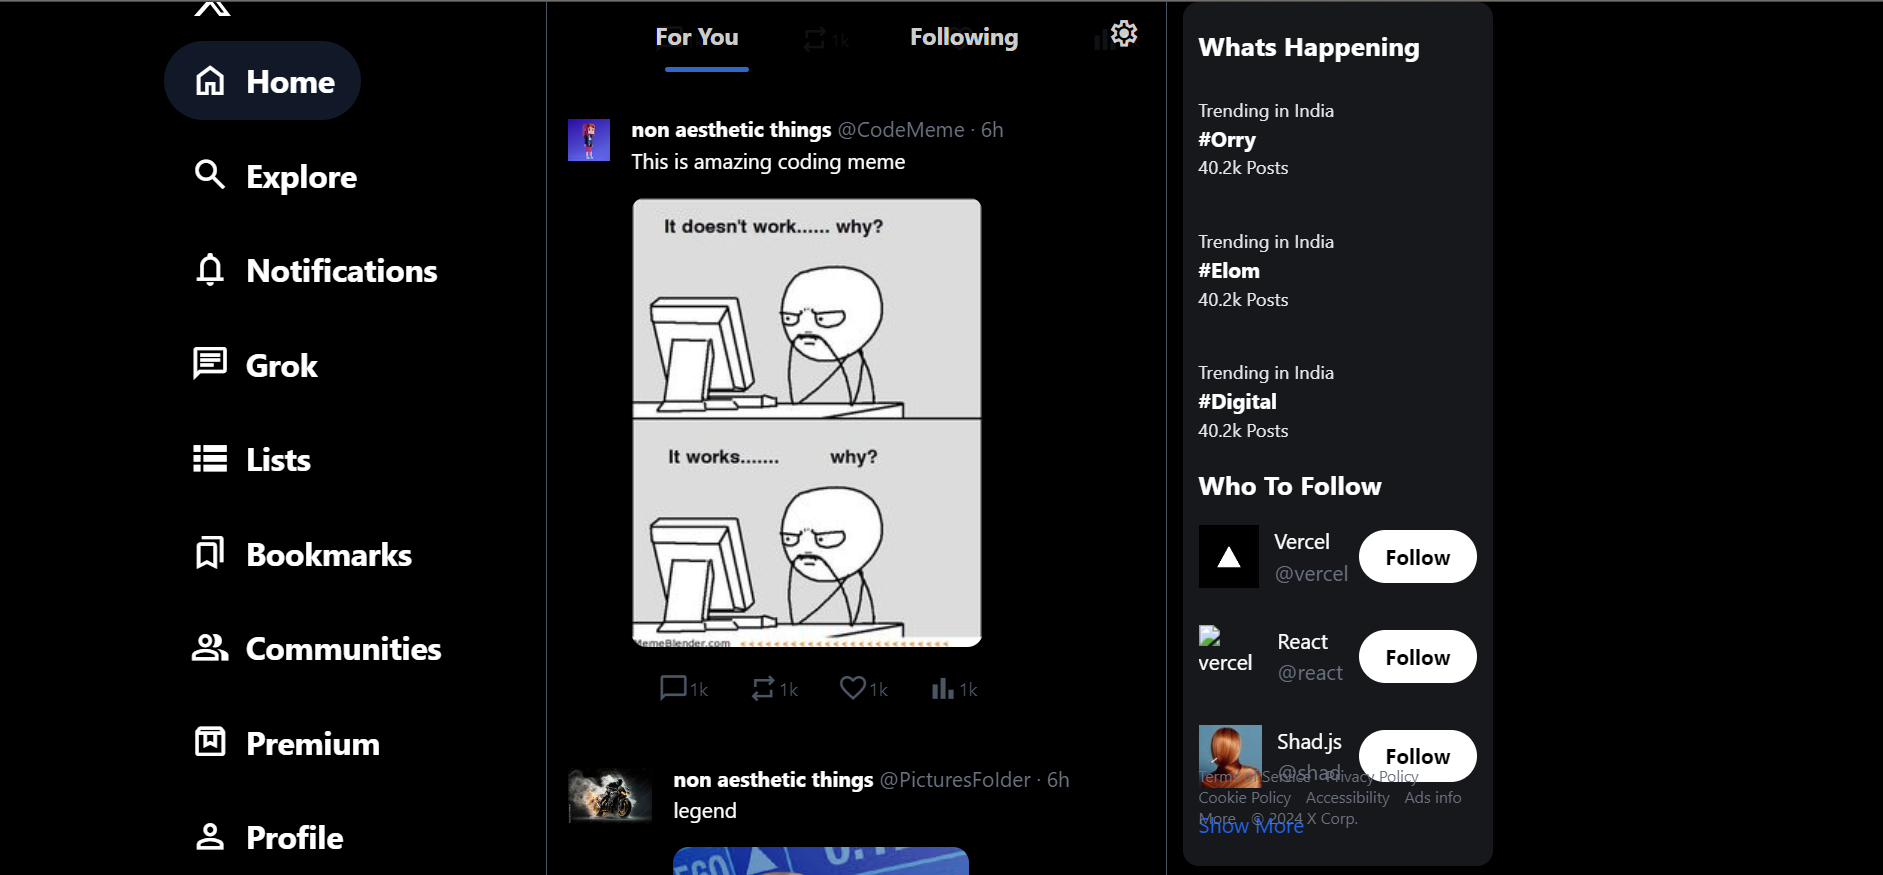 Home
Explore
Notifications
Grok
Lists
Bookmarks
Communities
Premium
Profile
For You
Following
1k
non aesthetic things @CodeMeme · 6h
This is amazing coding meme
It doesn't work...... why?
It works....... why?
MemeBlender.com
1k 1k 1k 1k
non aesthetic things @PicturesFolder · 6h
legend
Whats Happening
Trending in India
#Orry
40.2k Posts
Trending in India
#Elom
40.2k Posts
Trending in India
#Digital
40.2k Posts
Who To Follow
Vercel
@vercel
Follow
vercel
React
@react
Follow
Shad.js
@shad
Follow
Terms of Service Privacy Policy
Cookie Policy Accessibility Ads info
More © 2024 X Corp.
Show More